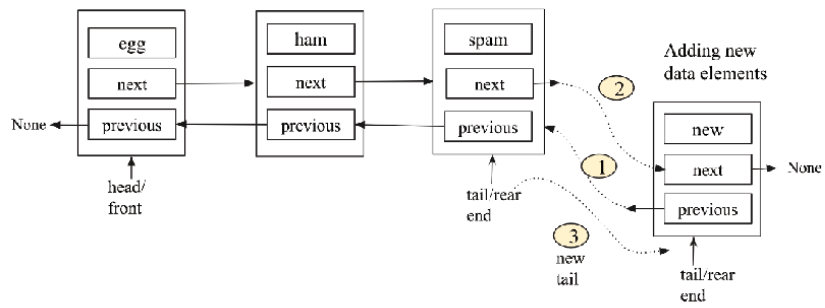 egg
next
previous
None
head/
front
ham
next
previous
spam
next
previous
tail/rear
end
2
1
3
new
tail
Adding new
data elements
new
next
previous
None
tail/rear
end